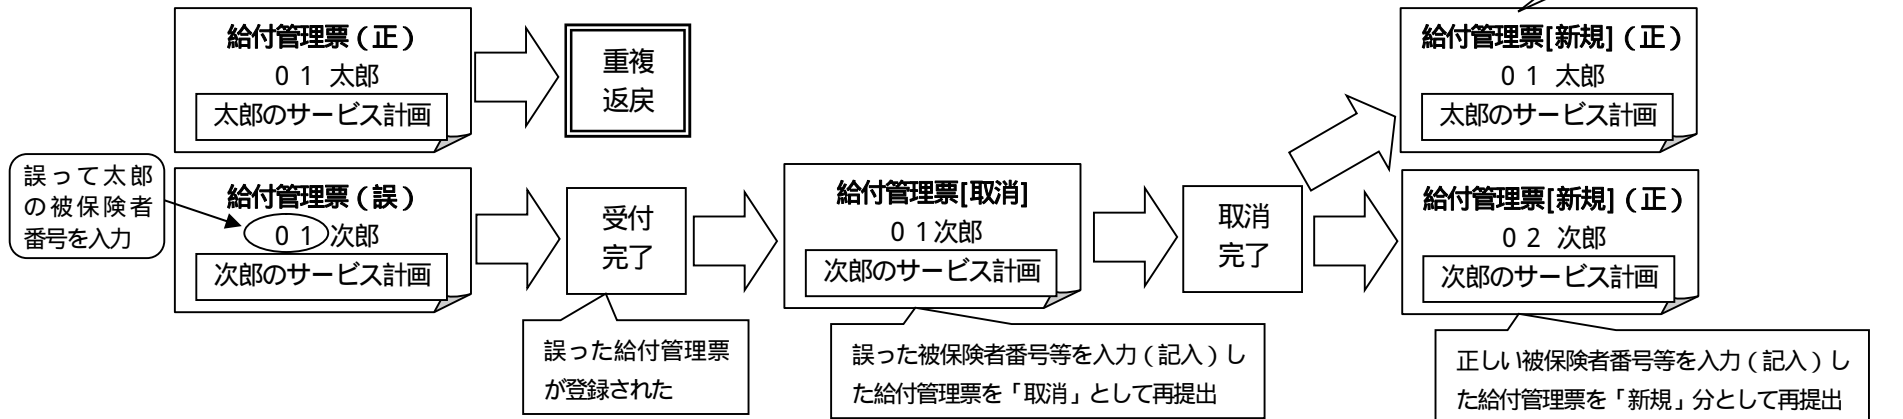 給付管理票（正）
０１ 太郎
太郎のサービス計画
重複
返戻
給付管理票[新規]（正）
０１ 太郎
太郎のサービス計画
誤って太郎
の被保険者
番号を入力
給付管理票（誤）
０１次郎
次郎のサービス計画
受付
完了
給付管理票[取消]
０１次郎
次郎のサービス計画
取消
完了
給付管理票[新規]（正）
０２ 次郎
次郎のサービス計画
誤った給付管理票
が登録された
誤った被保険者番号等を入力（記入）し
た給付管理票を「取消」として再提出
正しい被保険者番号等を入力（記入）し
た給付管理票を「新規」分として再提出